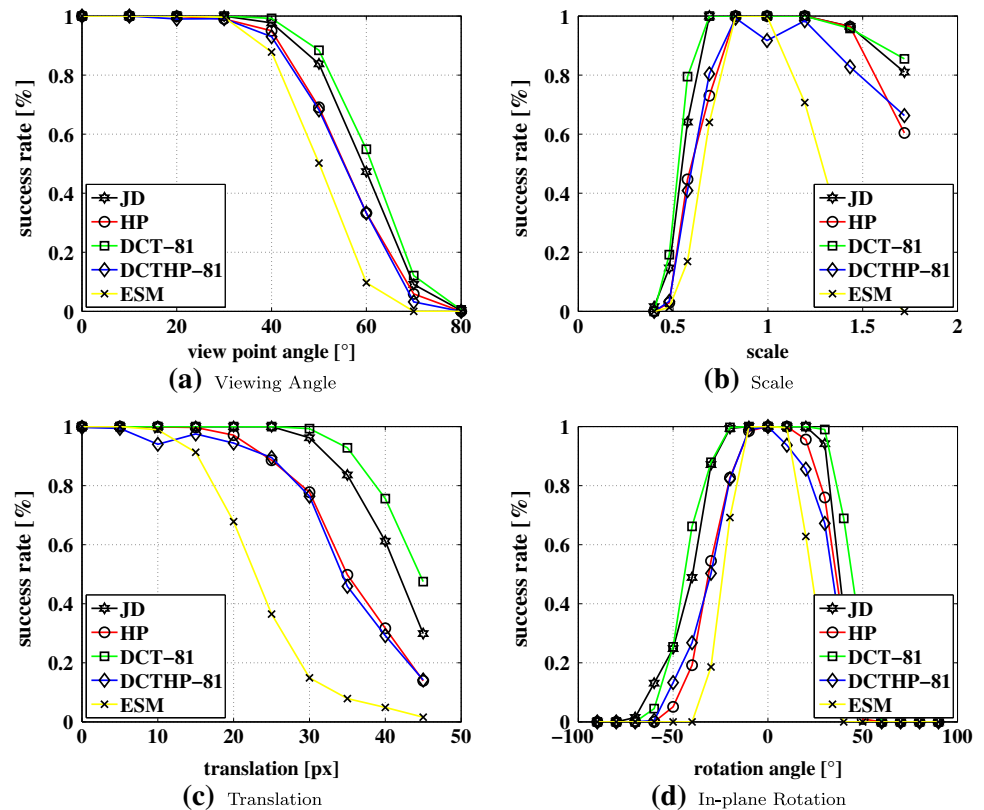 success rate [%]
1
0.8
0.6
0.4
0.2
0
JD
HP
DCT-81
DCTHP-81
ESM
0
20
40
60
80
view point angle [°]
(a) Viewing Angle
success rate [%]
1
0.8
0.6
0.4
0.2
0
JD
HP
DCT-81
DCTHP-81
ESM
0.5
1
1.5
2
scale
(b) Scale
success rate [%]
1
0.8
0.6
0.4
0.2
0
JD
HP
DCT-81
DCTHP-81
ESM
0
10
20
30
40
50
translation [px]
(c) Translation
success rate [%]
1
0.8
0.6
0.4
0.2
0
JD
HP
DCT-81
DCTHP-81
ESM
-100
-50
0
50
100
rotation angle [°]
(d) In-plane Rotation